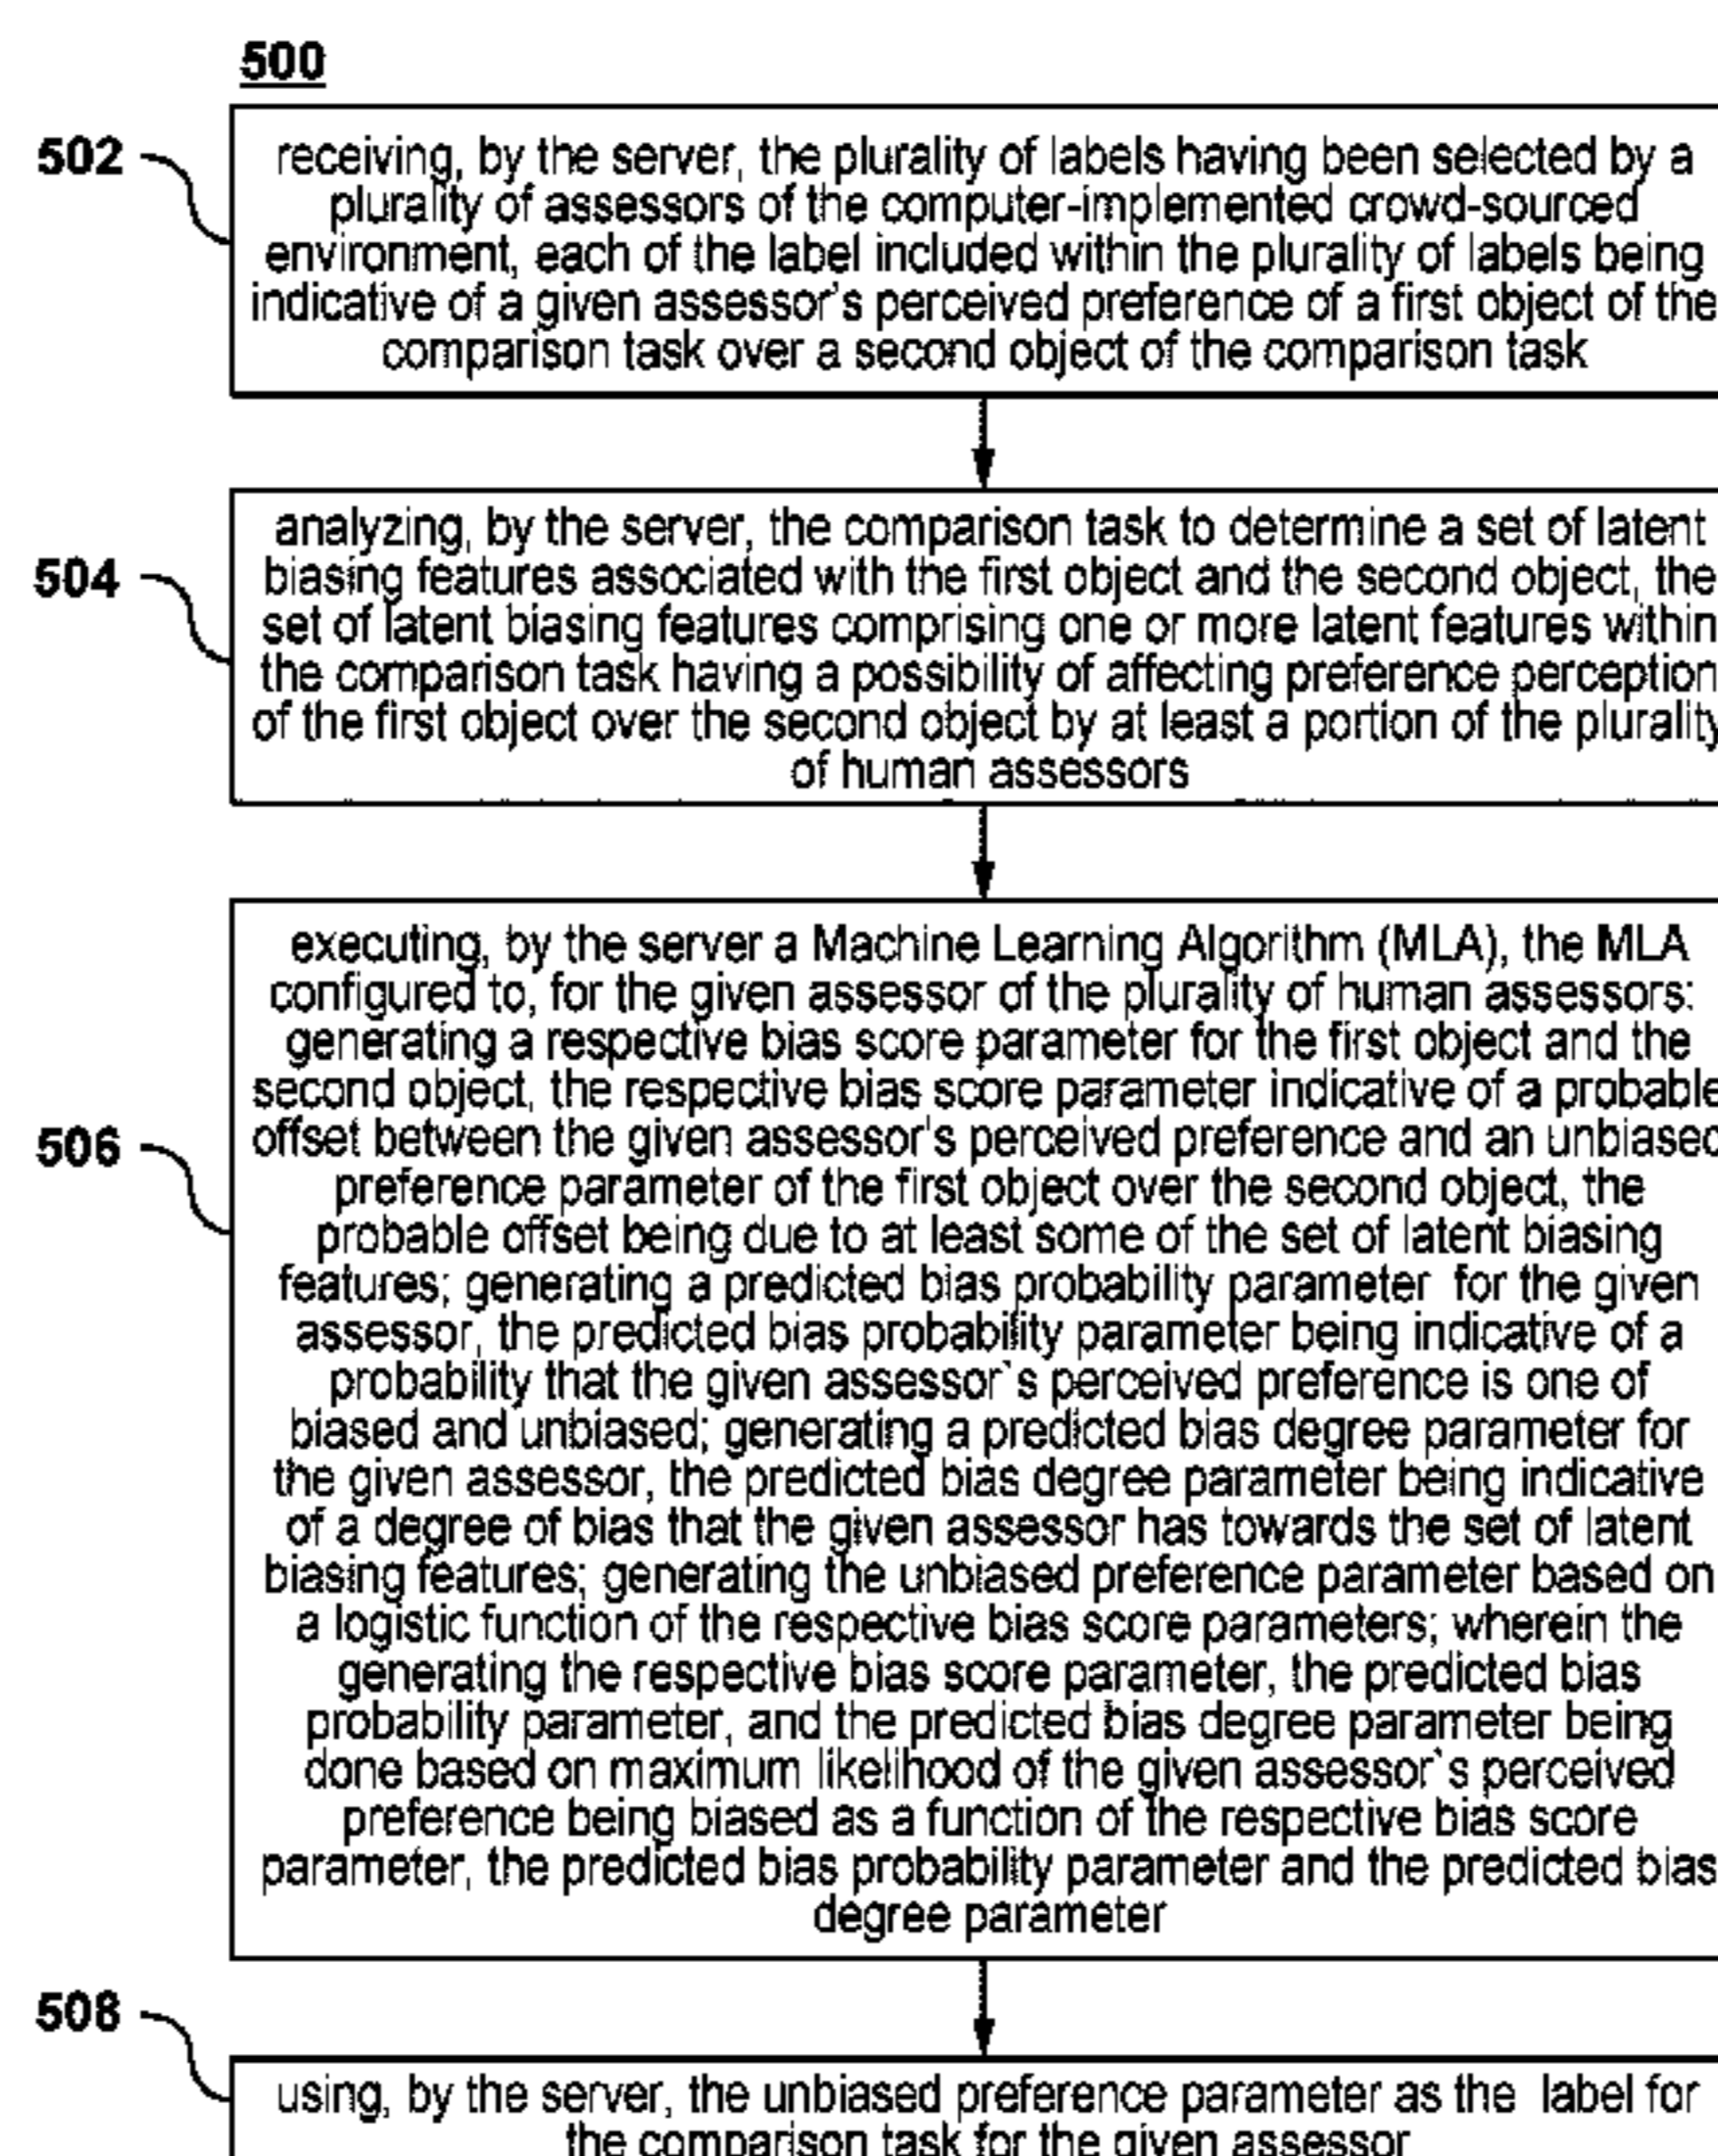 500
502
receiving, by the server, the plurality of labels having been selected by a
plurality of assessors of the computer-implemented crowd-sourced
environment, each of the label included within the plurality of labels being
indicative of a given assessor's perceived preference of a first object of the
comparison task over a second object of the comparison task
504
analyzing, by the server, the comparison task to determine a set of latent
biasing features associated with the first object and the second object, the
set of latent biasing features comprising one or more latent features within
the comparison task having a possibility of affecting preference perception
of the first object over the second object by at least a portion of the plurality
of human assessors
506
executing, by the server a Machine Learning Algorithm (MLA), the MLA
configured to, for the given assessor of the plurality of human assessors:
generating a respective bias score parameter for the first object and the
second object, the respective bias score parameter indicative of a probable
offset between the given assessor's perceived preference and an unbiased
preference parameter of the first object over the second object, the
probable offset being due to at least some of the set of latent biasing
features; generating a predicted bias probability parameter for the given
assessor, the predicted bias probability parameter being indicative of a
probability that the given assessor`s perceived preference is one of
biased and unbiased; generating a predicted bias degree parameter for
the given assessor, the predicted bias degree parameter being indicative
of a degree of bias that the given assessor has towards the set of latent
biasing features; generating the unbiased preference parameter based on
a logistic function of the respective bias score parameters; wherein the
generating the respective bias score parameter, the predicted bias
probability parameter, and the predicted bias degree parameter being
done based on maximum likelihood of the given assessor`s perceived
preference being biased as a function of the respective bias score
parameter, the predicted bias probability parameter and the predicted bias
degree parameter
508
using, by the server, the unbiased preference parameter as the label for
the comparison task for the given assessor